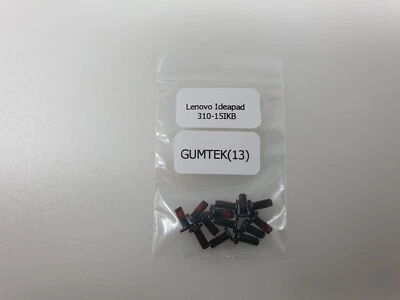 Lenovo Ideapad
310-15IKB
GUMTEK(13)